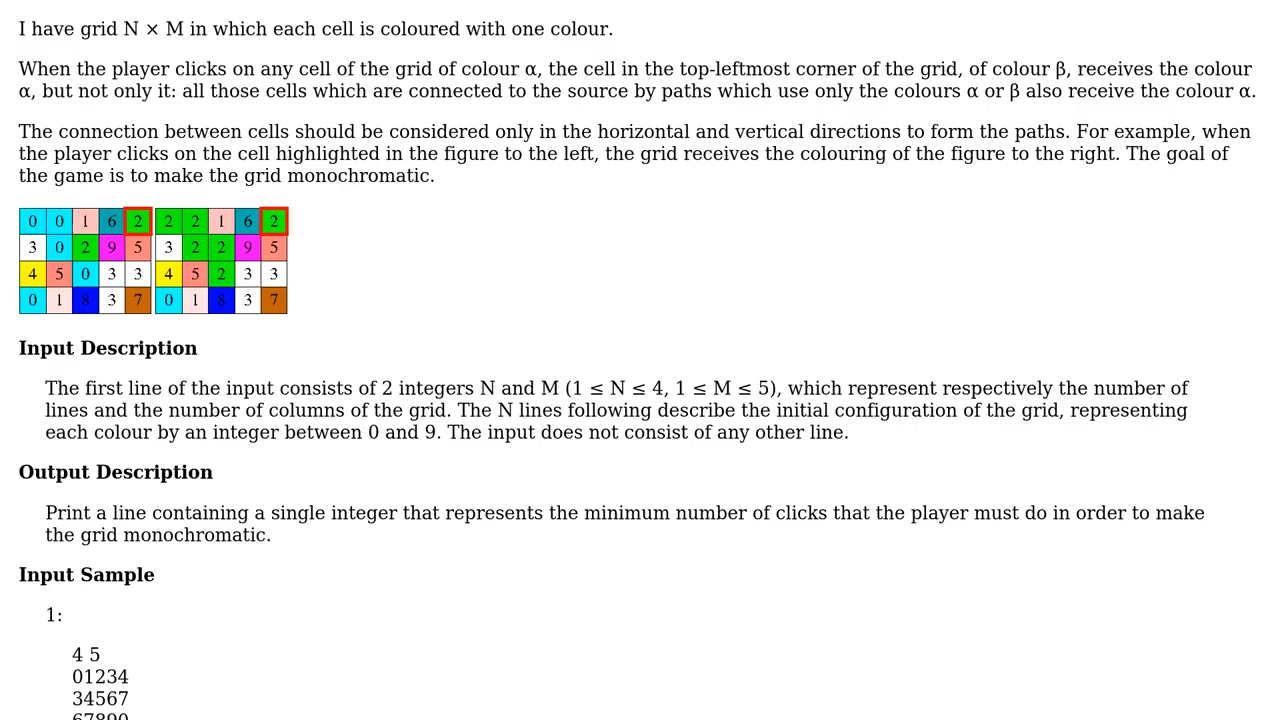 I have grid N × M in which each cell is coloured with one colour.
When the player clicks on any cell of the grid of colour α, the cell in the top-leftmost corner of the grid, of colour β, receives the colour
α, but not only it: all those cells which are connected to the source by paths which use only the colours α or β also receive the colour α.
The connection between cells should be considered only in the horizontal and vertical directions to form the paths. For example, when
the player clicks on the cell highlighted in the figure to the left, the grid receives the colouring of the figure to the right. The goal of
the game is to make the grid monochromatic.
0 0 1 6 2 2 2 1 6 2
3 0 2 9 5 3 2 2 9 5
4 5 0 3 3 4 5 2 3 3
0 1 8 3 7 0 1 8 3 7
Input Description
The first line of the input consists of 2 integers N and M (1 ≤ N ≤ 4, 1 ≤ M ≤ 5), which represent respectively the number of
lines and the number of columns of the grid. The N lines following describe the initial configuration of the grid, representing
each colour by an integer between 0 and 9. The input does not consist of any other line.
Output Description
Print a line containing a single integer that represents the minimum number of clicks that the player must do in order to make
the grid monochromatic.
Input Sample
1:
4 5
01234
34567
67890